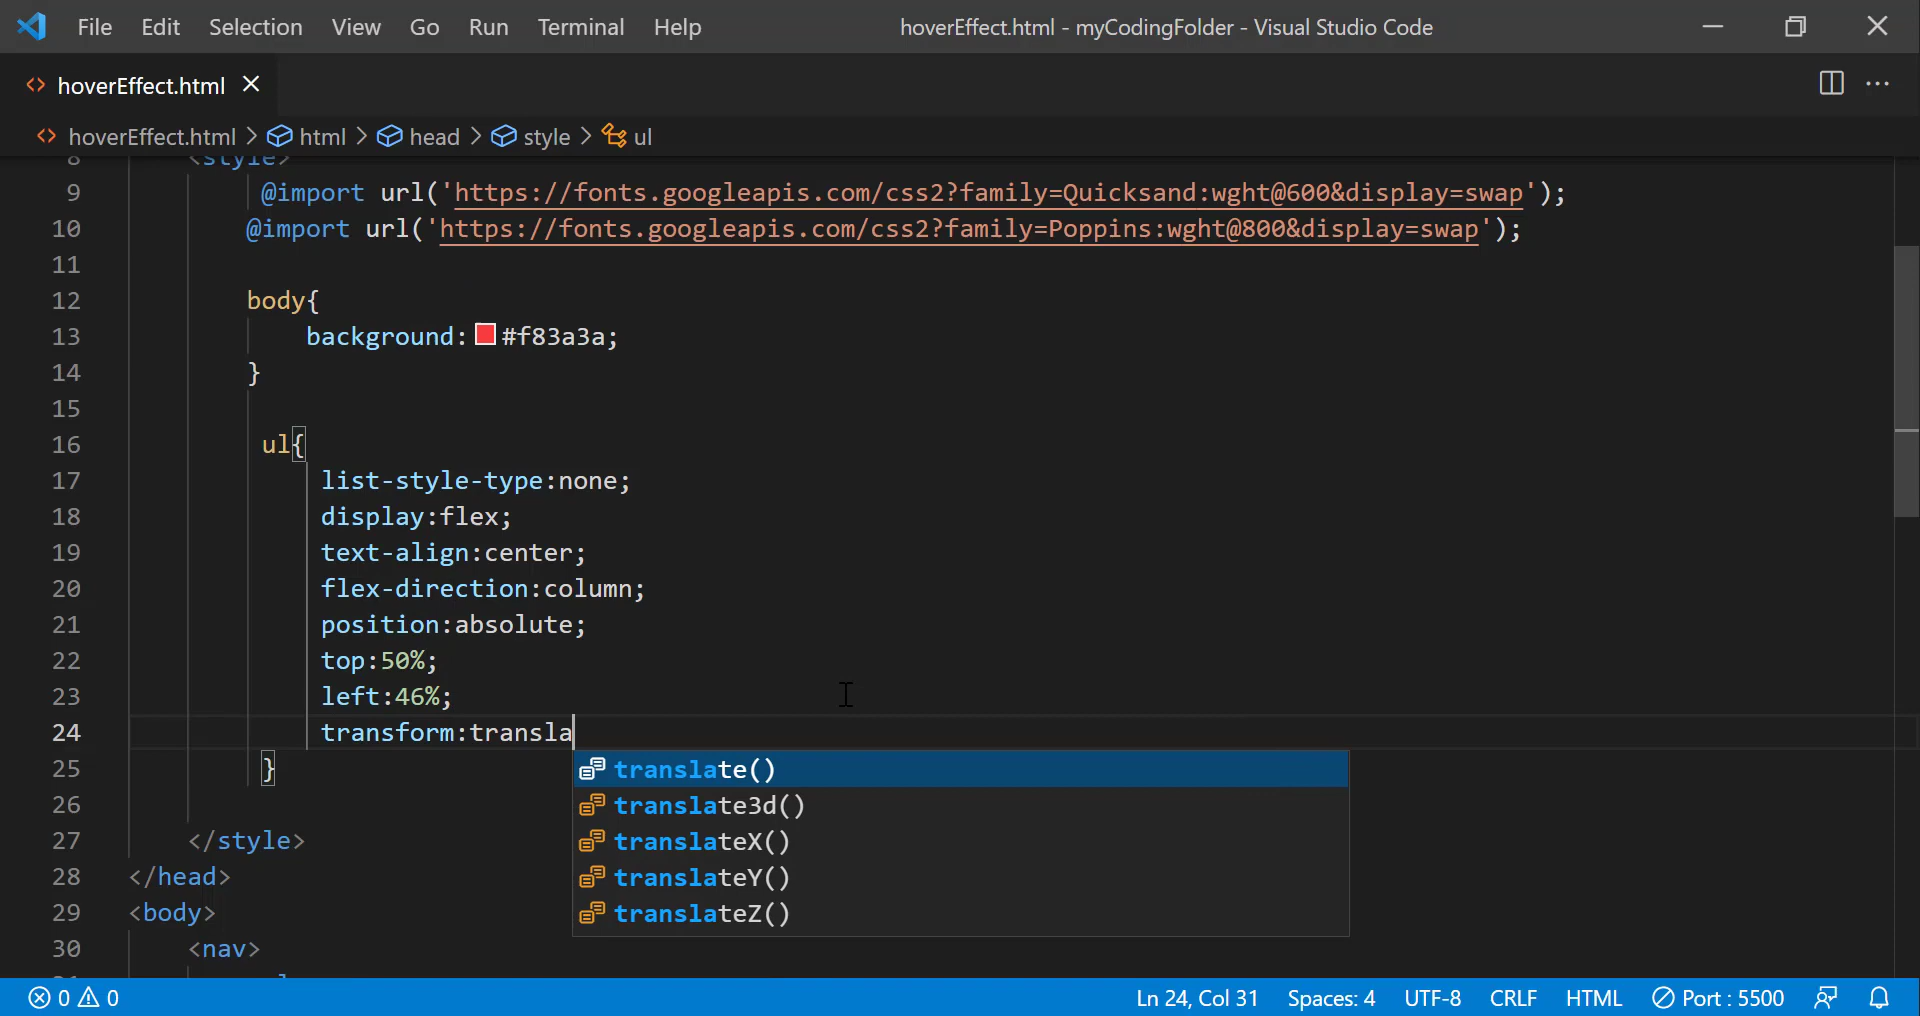 File Edit Selection View Go Run Terminal Help hoverEffect.html - myCodingFolder - Visual Studio Code
<> hoverEffect.html
<> hoverEffect.html > html > head > style > ul
8 <style>
9 @import url('https://fonts.googleapis.com/css2?family=Quicksand:wght@600&display=swap');
10 @import url('https://fonts.googleapis.com/css2?family=Poppins:wght@800&display=swap');
11
12 body{
13 background:#f83a3a;
14 }
15
16 ul{
17 list-style-type:none;
18 display:flex;
19 text-align:center;
20 flex-direction:column;
21 position:absolute;
22 top:50%;
23 left:46%;
24 transform:transla
translate()
25 }
translate3d()
26
translateX()
27 </style>
translateY()
28 </head>
translateZ()
29 <body>
30 <nav>
0 0 Ln 24, Col 31 Spaces: 4 UTF-8 CRLF HTML Port : 5500